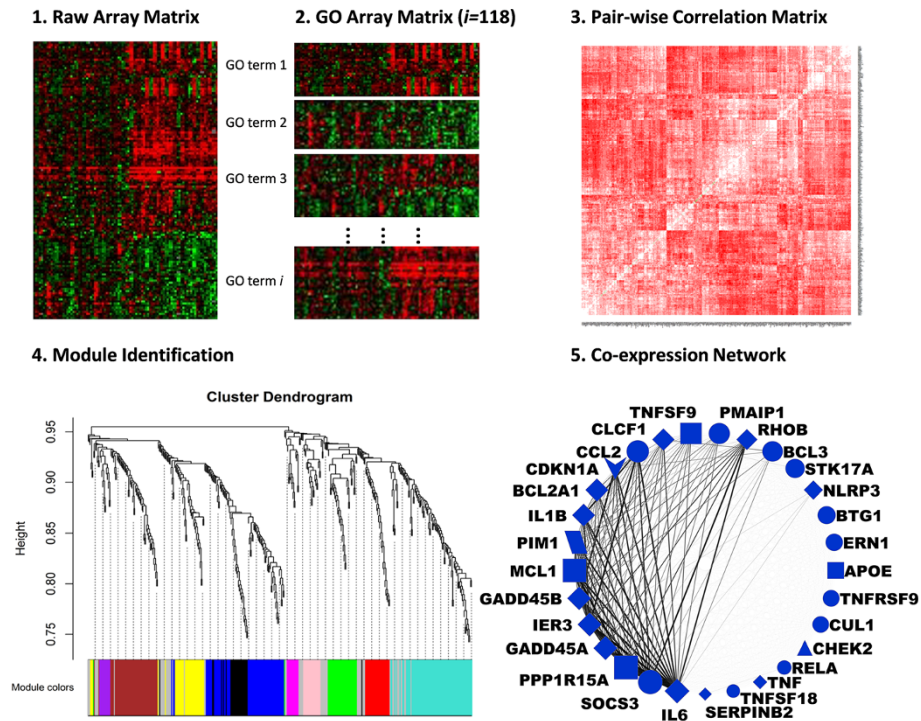 1. Raw Array Matrix
2. GO Array Matrix (i=118)
3. Pair-wise Correlation Matrix
GO term 1
GO term 2
GO term 3
GO term i
4. Module Identification
5. Co-expression Network
Cluster Dendrogram
Height
0.95
0.90
0.85
0.80
0.75
Module colors
TNFSF9
PMAIP1
CLCF1
RHOB
CCL2
BCL3
CDKN1A
STK17A
BCL2A1
NLRP3
IL1B
BTG1
PIM1
ERN1
MCL1
APOE
GADD45B
TNFRSF9
IER3
CUL1
GADD45A
CHEK2
PPP1R15A
RELA
TNF
SOCS3
TNFSF18
IL6
SERPINB2